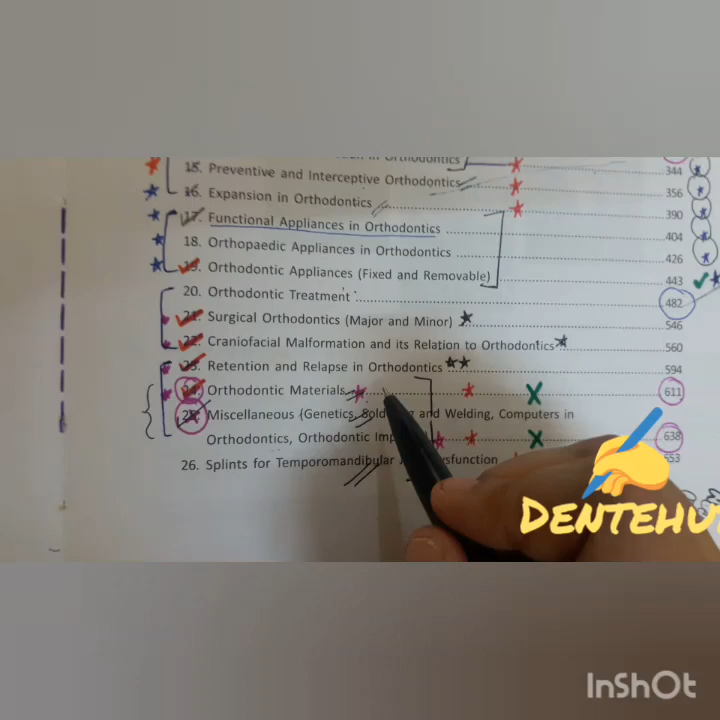 in Orthodontics 344
15. Preventive and Interceptive Orthodontics 356
16. Expansion in Orthodontics 390
17. Functional Appliances in Orthodontics 404
18. Orthopaedic Appliances in Orthodontics 426
19. Orthodontic Appliances (Fixed and Removable) 443
20. Orthodontic Treatment 482
21. Surgical Orthodontics (Major and Minor) 546
22. Craniofacial Malformation and its Relation to Orthodontics 560
23. Retention and Relapse in Orthodontics 594
24. Orthodontic Materials 611
25. Miscellaneous (Genetics, Soldering and Welding, Computers in
Orthodontics, Orthodontic 638
26. Splints for Temporomandibular 
DENTEHU
InShOt